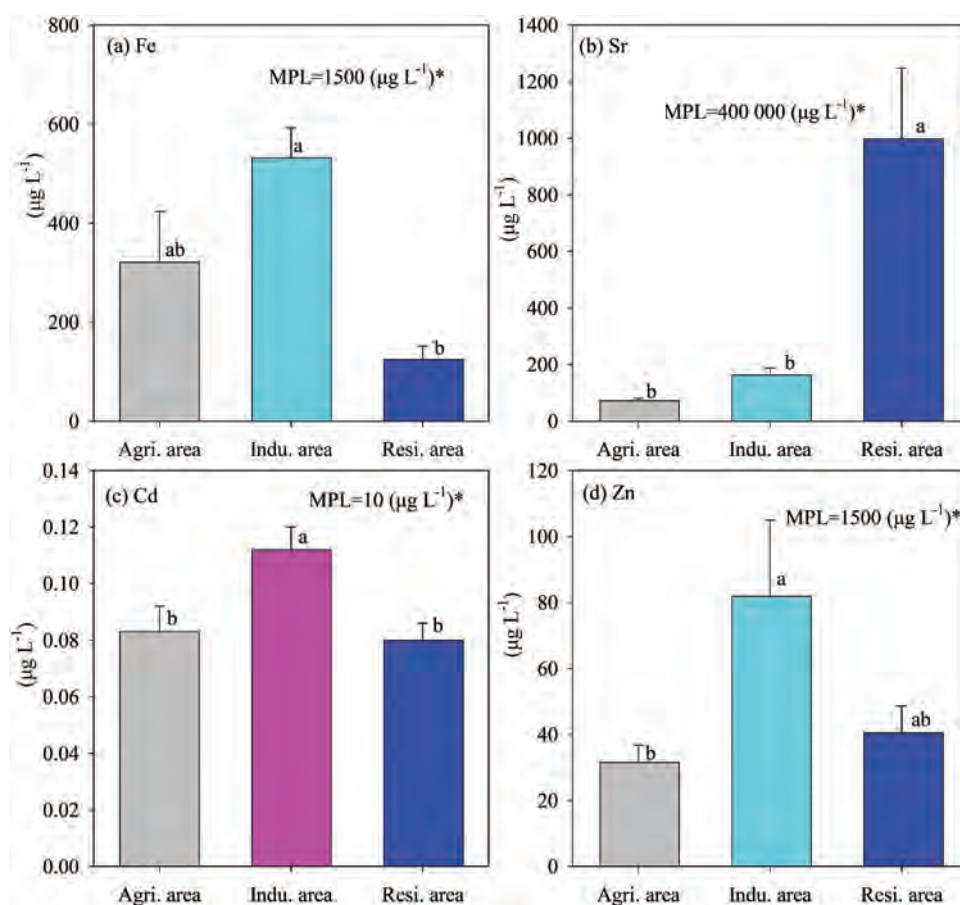 (a) Fe
MPL=1500 (μg L⁻¹)*
(μg L⁻¹)
800
600
400
200
0
ab
a
b
Agri. area
Indu. area
Resi. area
(b) Sr
MPL=400 000 (μg L⁻¹)*
(μg L⁻¹)
1400
1200
1000
800
600
400
200
0
b
b
a
Agri. area
Indu. area
Resi. area
(c) Cd
MPL=10 (μg L⁻¹)*
(μg L⁻¹)
0.14
0.12
0.10
0.08
0.06
0.04
0.02
0.00
b
a
b
Agri. area
Indu. area
Resi. area
(d) Zn
MPL=1500 (μg L⁻¹)*
(μg L⁻¹)
120
100
80
60
40
20
0
b
a
ab
Agri. area
Indu. area
Resi. area